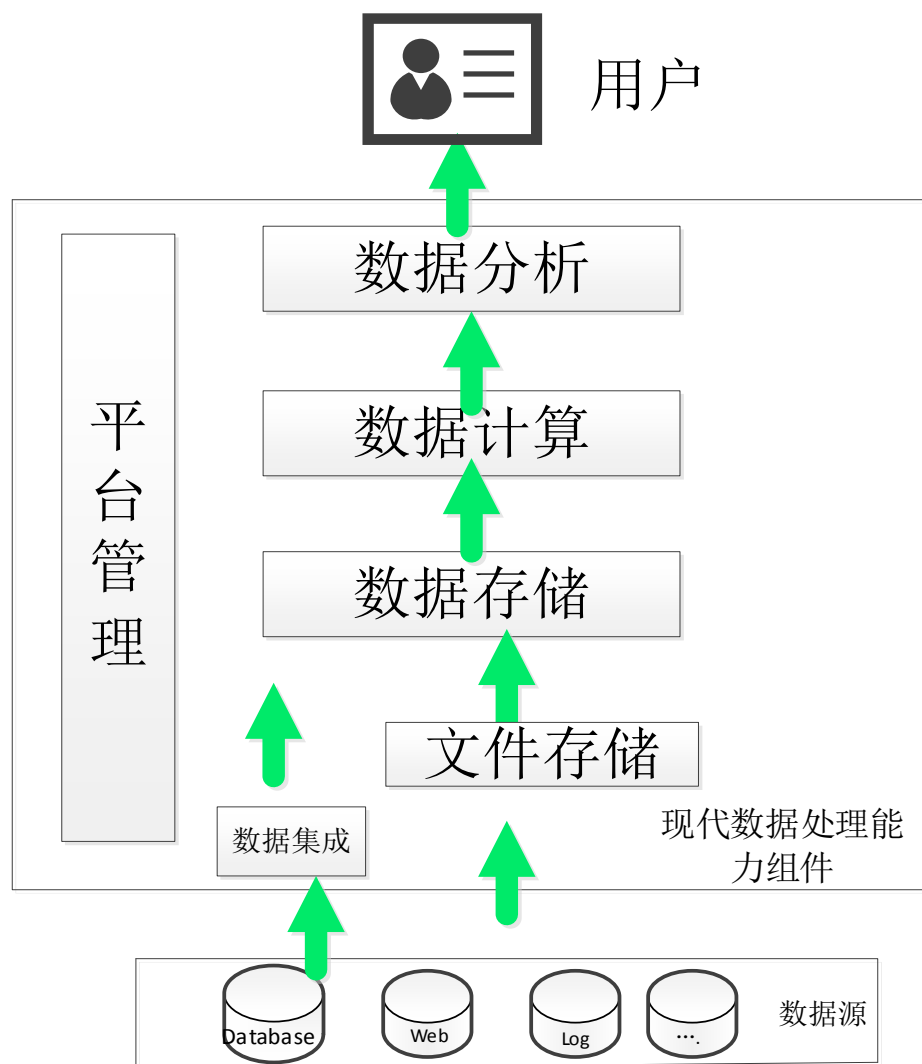 用户
数据分析
平台管理
数据计算
数据存储
文件存储
数据集成
现代数据处理能
力组件
数据源
Database
Web
Log
....